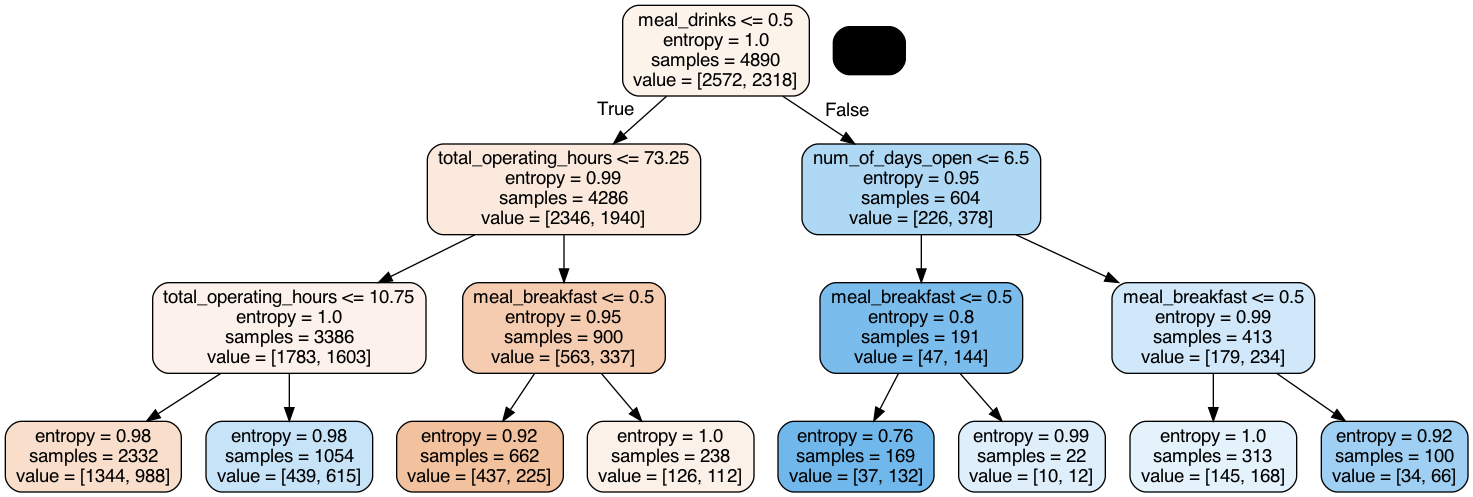 meal_drinks <= 0.5
entropy = 1.0
samples = 4890
value = [2572, 2318]
True
False
total_operating_hours <= 73.25
entropy = 0.99
samples = 4286
value = [2346, 1940]
num_of_days_open <= 6.5
entropy = 0.95
samples = 604
value = [226, 378]
total_operating_hours <= 10.75
entropy = 1.0
samples = 3386
value = [1783, 1603]
meal_breakfast <= 0.5
entropy = 0.95
samples = 900
value = [563, 337]
meal_breakfast <= 0.5
entropy = 0.8
samples = 191
value = [47, 144]
meal_breakfast <= 0.5
entropy = 0.99
samples = 413
value = [179, 234]
entropy = 0.98
samples = 2332
value = [1344, 988]
entropy = 0.98
samples = 1054
value = [439, 615]
entropy = 0.92
samples = 662
value = [437, 225]
entropy = 1.0
samples = 238
value = [126, 112]
entropy = 0.76
samples = 169
value = [37, 132]
entropy = 0.99
samples = 22
value = [10, 12]
entropy = 1.0
samples = 313
value = [145, 168]
entropy = 0.92
samples = 100
value = [34, 66]